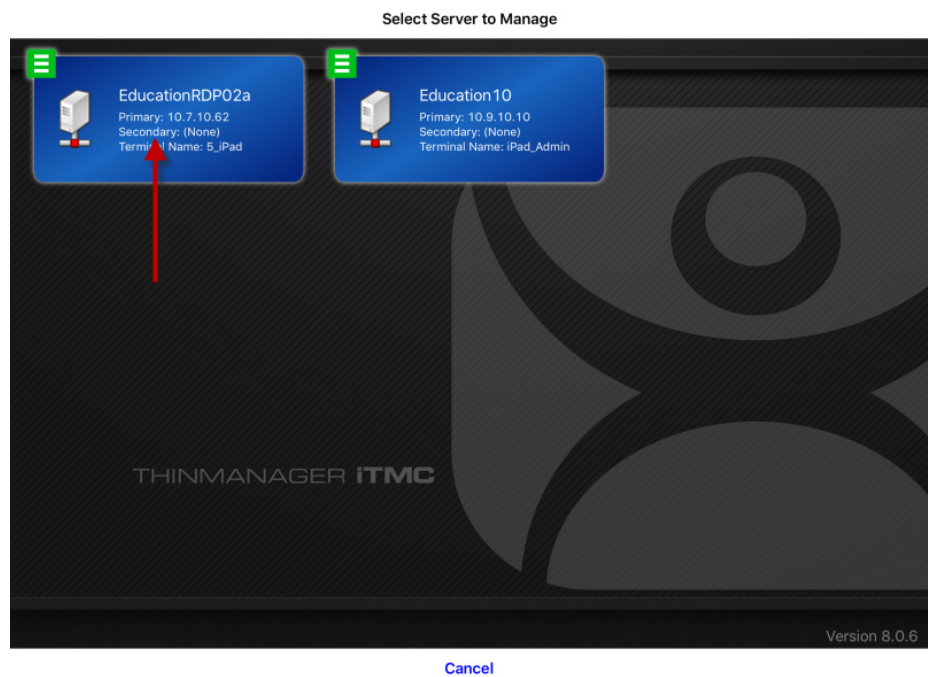 Select Server to Manage
EducationRDP02a
Primary: 10.7.10.62
Secondary: (None)
Terminal Name: 5_iPad
Education10
Primary: 10.9.10.10
Secondary: (None)
Terminal Name: iPad_Admin
THINMANAGER iTMC
Version 8.0.6
Cancel